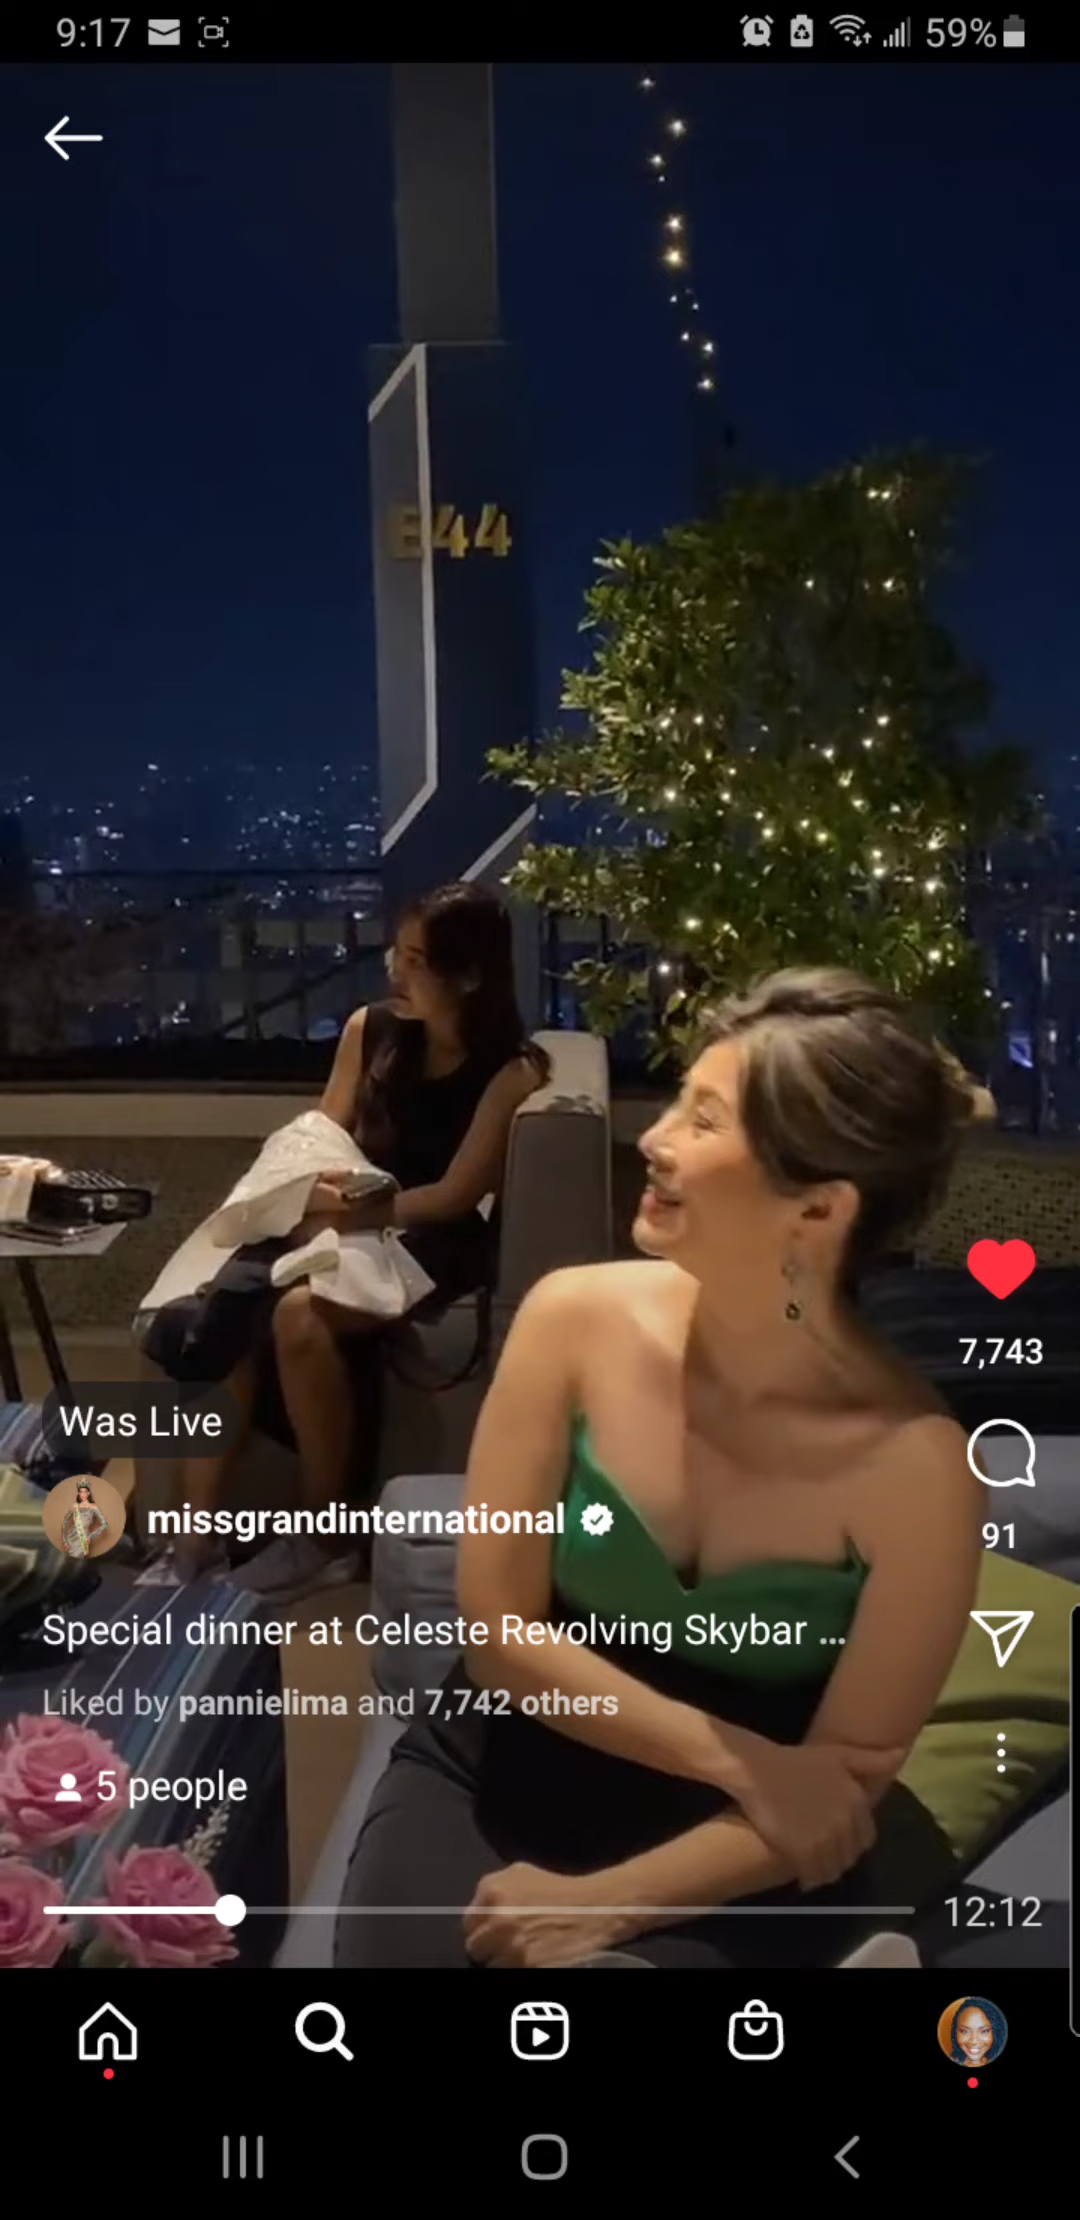 9:17
59%
E44
7,743
Was Live
missgrandinternational
91
Special dinner at Celeste Revolving Skybar ...
Liked by pannielima and 7,742 others
5 people
12:12